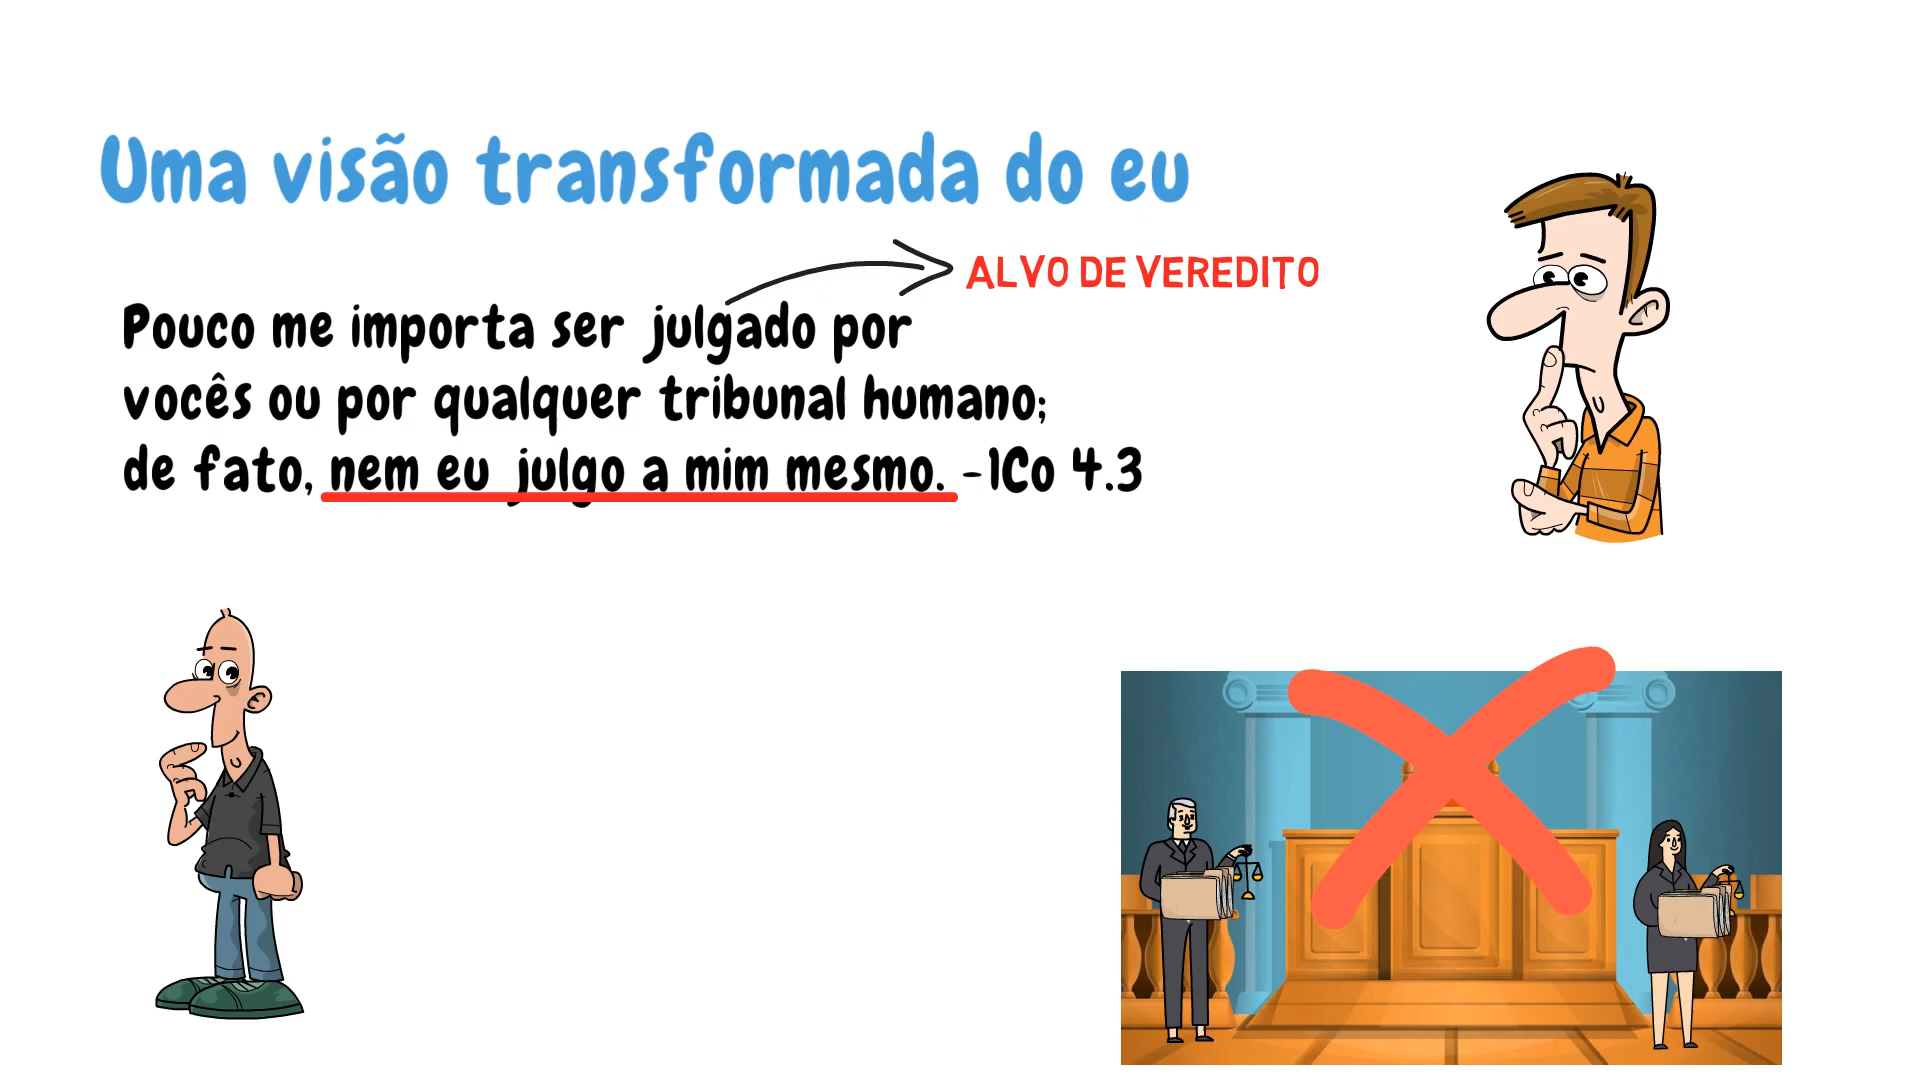 Uma visão transformada do eu
ALVO DE VEREDITO
Pouco me importa ser julgado por
vocês ou por qualquer tribunal humano;
de fato, nem eu julgo a mim mesmo. -1Co 4.3